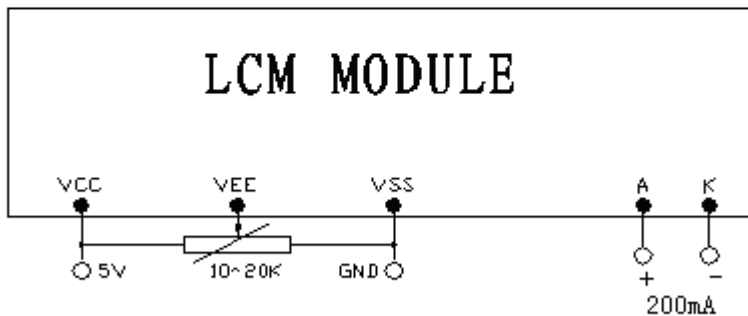 LCM MODULE
VCC VEE VSS A K
5V 10~20K GND + -
200mA